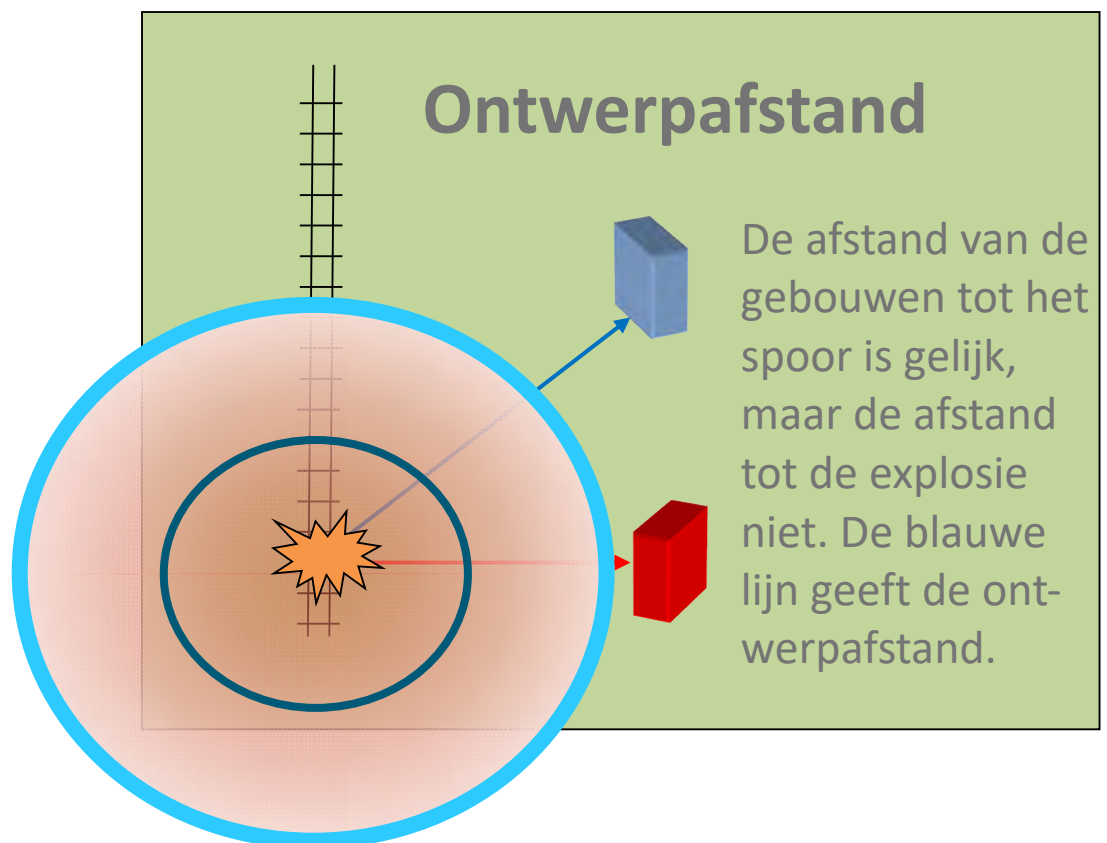 Ontwerpafstand
De afstand van de
gebouwen tot het
spoor is gelijk,
maar de afstand
tot de explosie
niet. De blauwe
lijn geeft de ont-
werpafstand.